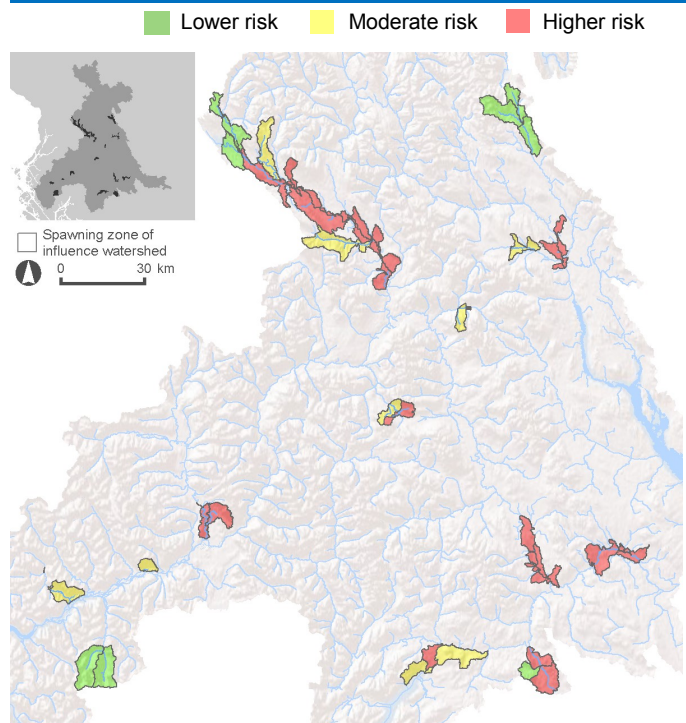 Lower risk Moderate risk Higher risk
Spawning zone of
influence watershed
0 30 km